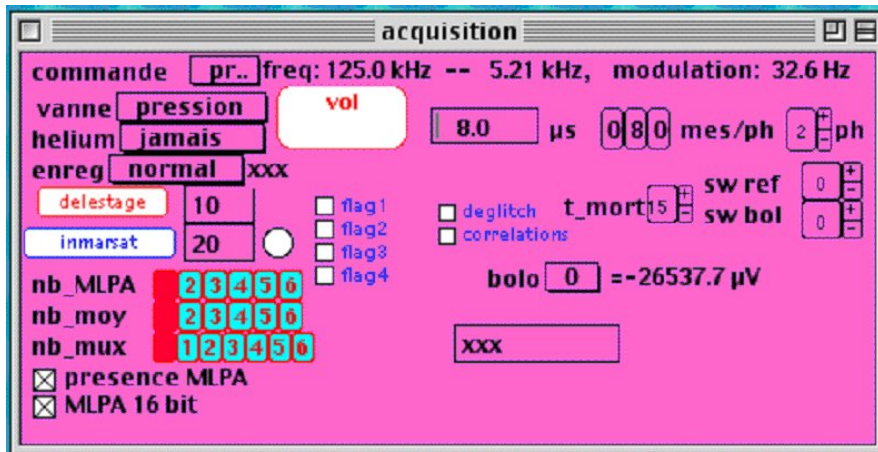 acquisition
commande pr.. freq: 125.0 kHz -- 5.21 kHz, modulation: 32.6 Hz
vanne pression vol
8.0 µs 0 8 0 mes/ph 2 + - ph
helium jamais
enreg normal xxx
delestage 10 flag1 deglitch t_mort 15 + - sw ref 0 + -
flag2 sw bol 0 + -
inmarsat 20 flag3 correlations
nb_MLPA 2 3 4 5 6 flag4 bolo 0 =-26537.7 µV
nb_moy 2 3 4 5 6
nb_mux 1 2 3 4 5 6 xxx
presence MLPA
MLPA 16 bit